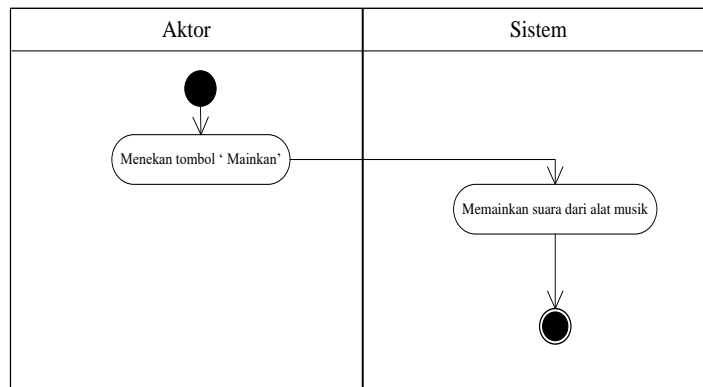 Aktor
Sistem
Menekan tombol ‘ Mainkan’
Memainkan suara dari alat musik